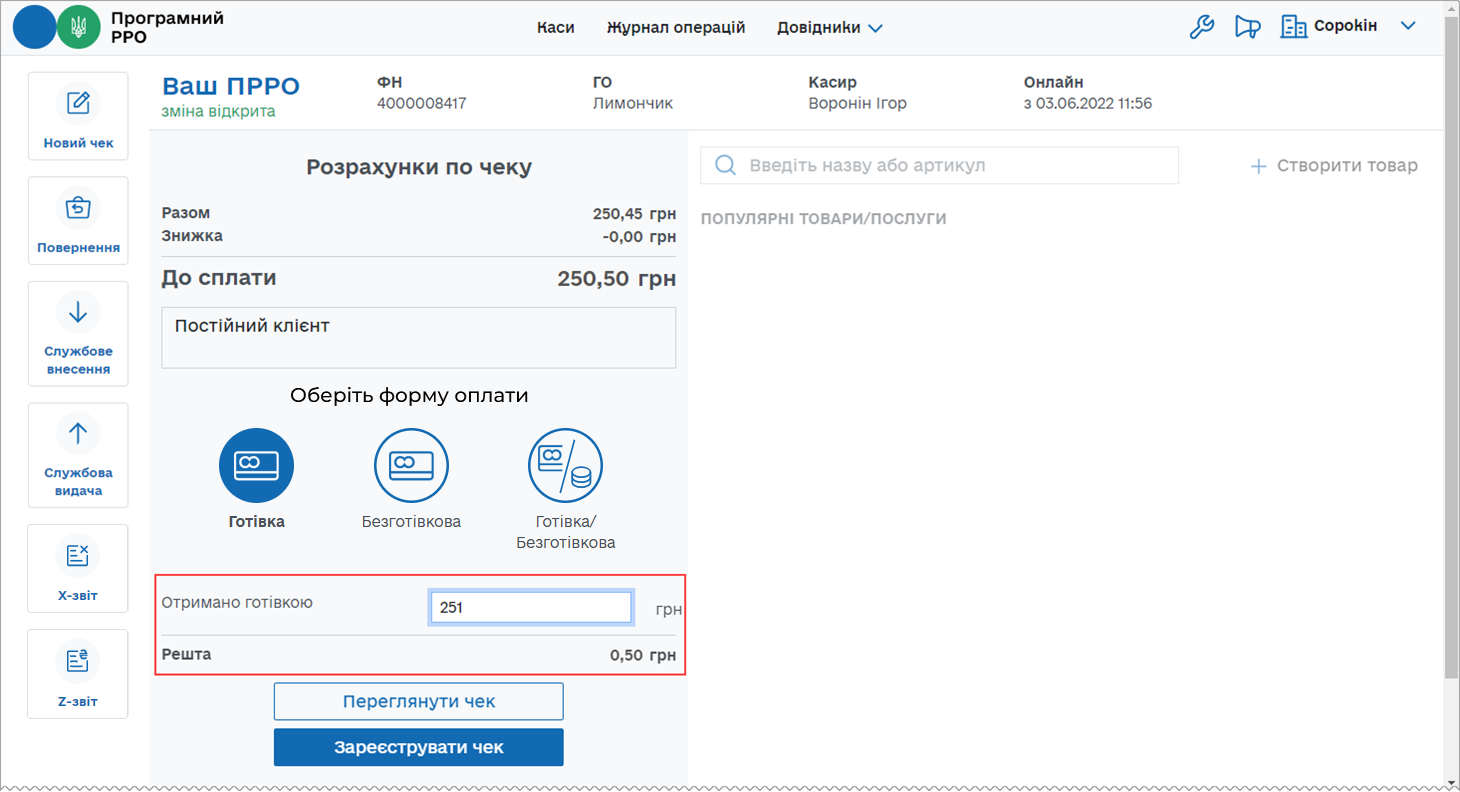 Програмний
РРО
Каси
Журнал операцій
Довідники
Сорокін
Новий чек
Повернення
Службове
внесення
Службова
видача
X-звіт
Z-звіт
Ваш ПРРО
зміна відкрита
ФН
4000008417
ГО
Лимончик
Касир
Воронін Ігор
Онлайн
з 03.06.2022 11:56
Розрахунки по чеку
Разом 250,45 грн
Знижка -0,00 грн
До сплати 250,50 грн
Постійний клієнт
Оберіть форму оплати
Готівка
Безготівкова
Готівка/
Безготівкова
Отримано готівкою 251 грн
Решта 0,50 грн
Переглянути чек
Зареєструвати чек
Введіть назву або артикул
+ Створити товар
ПОПУЛЯРНІ ТОВАРИ/ПОСЛУГИ